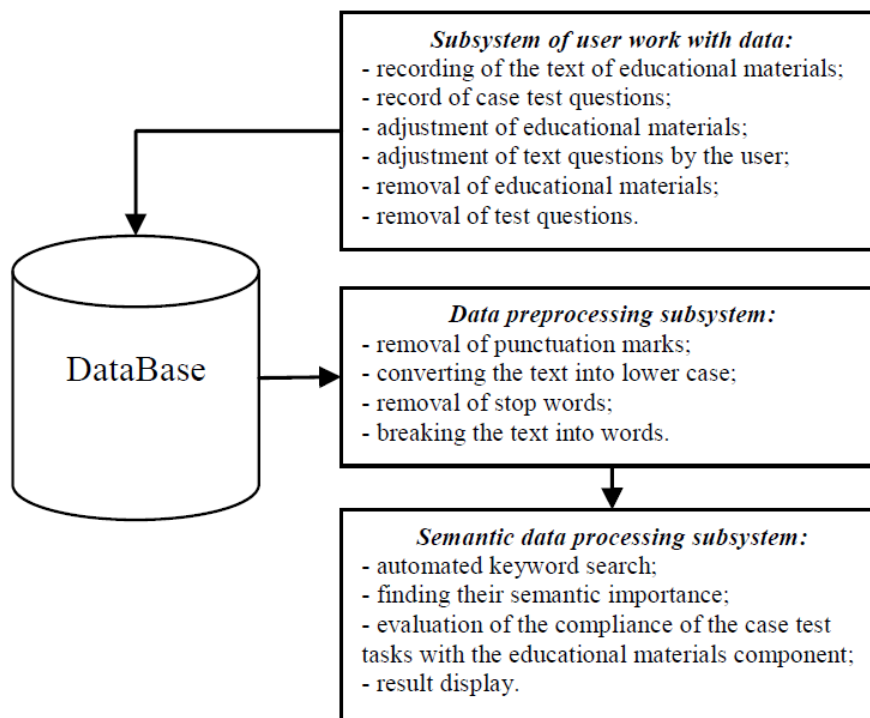 Subsystem of user work with data:
- recording of the text of educational materials;
- record of case test questions;
- adjustment of educational materials;
- adjustment of text questions by the user;
- removal of educational materials;
- removal of test questions.
DataBase
Data preprocessing subsystem:
- removal of punctuation marks;
- converting the text into lower case;
- removal of stop words;
- breaking the text into words.
Semantic data processing subsystem:
- automated keyword search;
- finding their semantic importance;
- evaluation of the compliance of the case test
tasks with the educational materials component;
- result display.